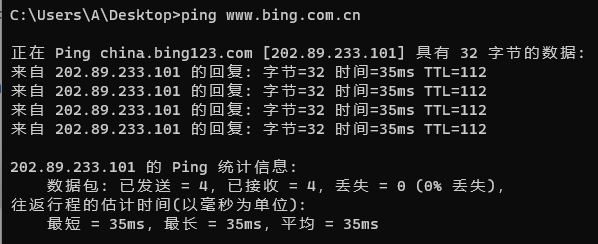 C:\Users\A\Desktop>ping www.bing.com.cn
正在 Ping china.bing123.com [202.89.233.101] 具有 32 字节的数据:
来自 202.89.233.101 的回复: 字节=32 时间=35ms TTL=112
来自 202.89.233.101 的回复: 字节=32 时间=35ms TTL=112
来自 202.89.233.101 的回复: 字节=32 时间=35ms TTL=112
来自 202.89.233.101 的回复: 字节=32 时间=35ms TTL=112
202.89.233.101 的 Ping 统计信息:
数据包: 已发送 = 4，已接收 = 4，丢失 = 0 (0% 丢失)，
往返行程的估计时间(以毫秒为单位):
最短 = 35ms，最长 = 35ms，平均 = 35ms